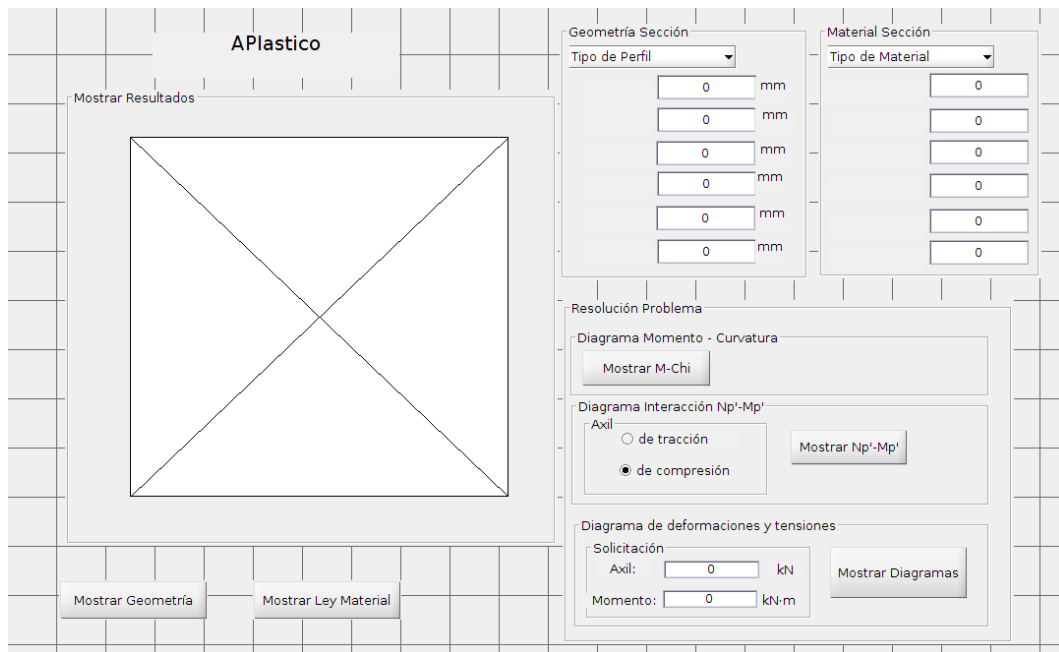 APlastico
Mostrar Resultados
Geometría Sección
Tipo de Perfil
0 mm
0 mm
0 mm
0 mm
0 mm
0 mm
Material Sección
Tipo de Material
0
0
0
0
0
0
Resolución Problema
Diagrama Momento - Curvatura
Mostrar M-Chi
Diagrama Interacción Np'-Mp'
Axil
de tracción
de compresión
Mostrar Np'-Mp'
Diagrama de deformaciones y tensiones
Solicitación
Axil: 0 kN
Momento: 0 kN·m
Mostrar Diagramas
Mostrar Geometría
Mostrar Ley Material